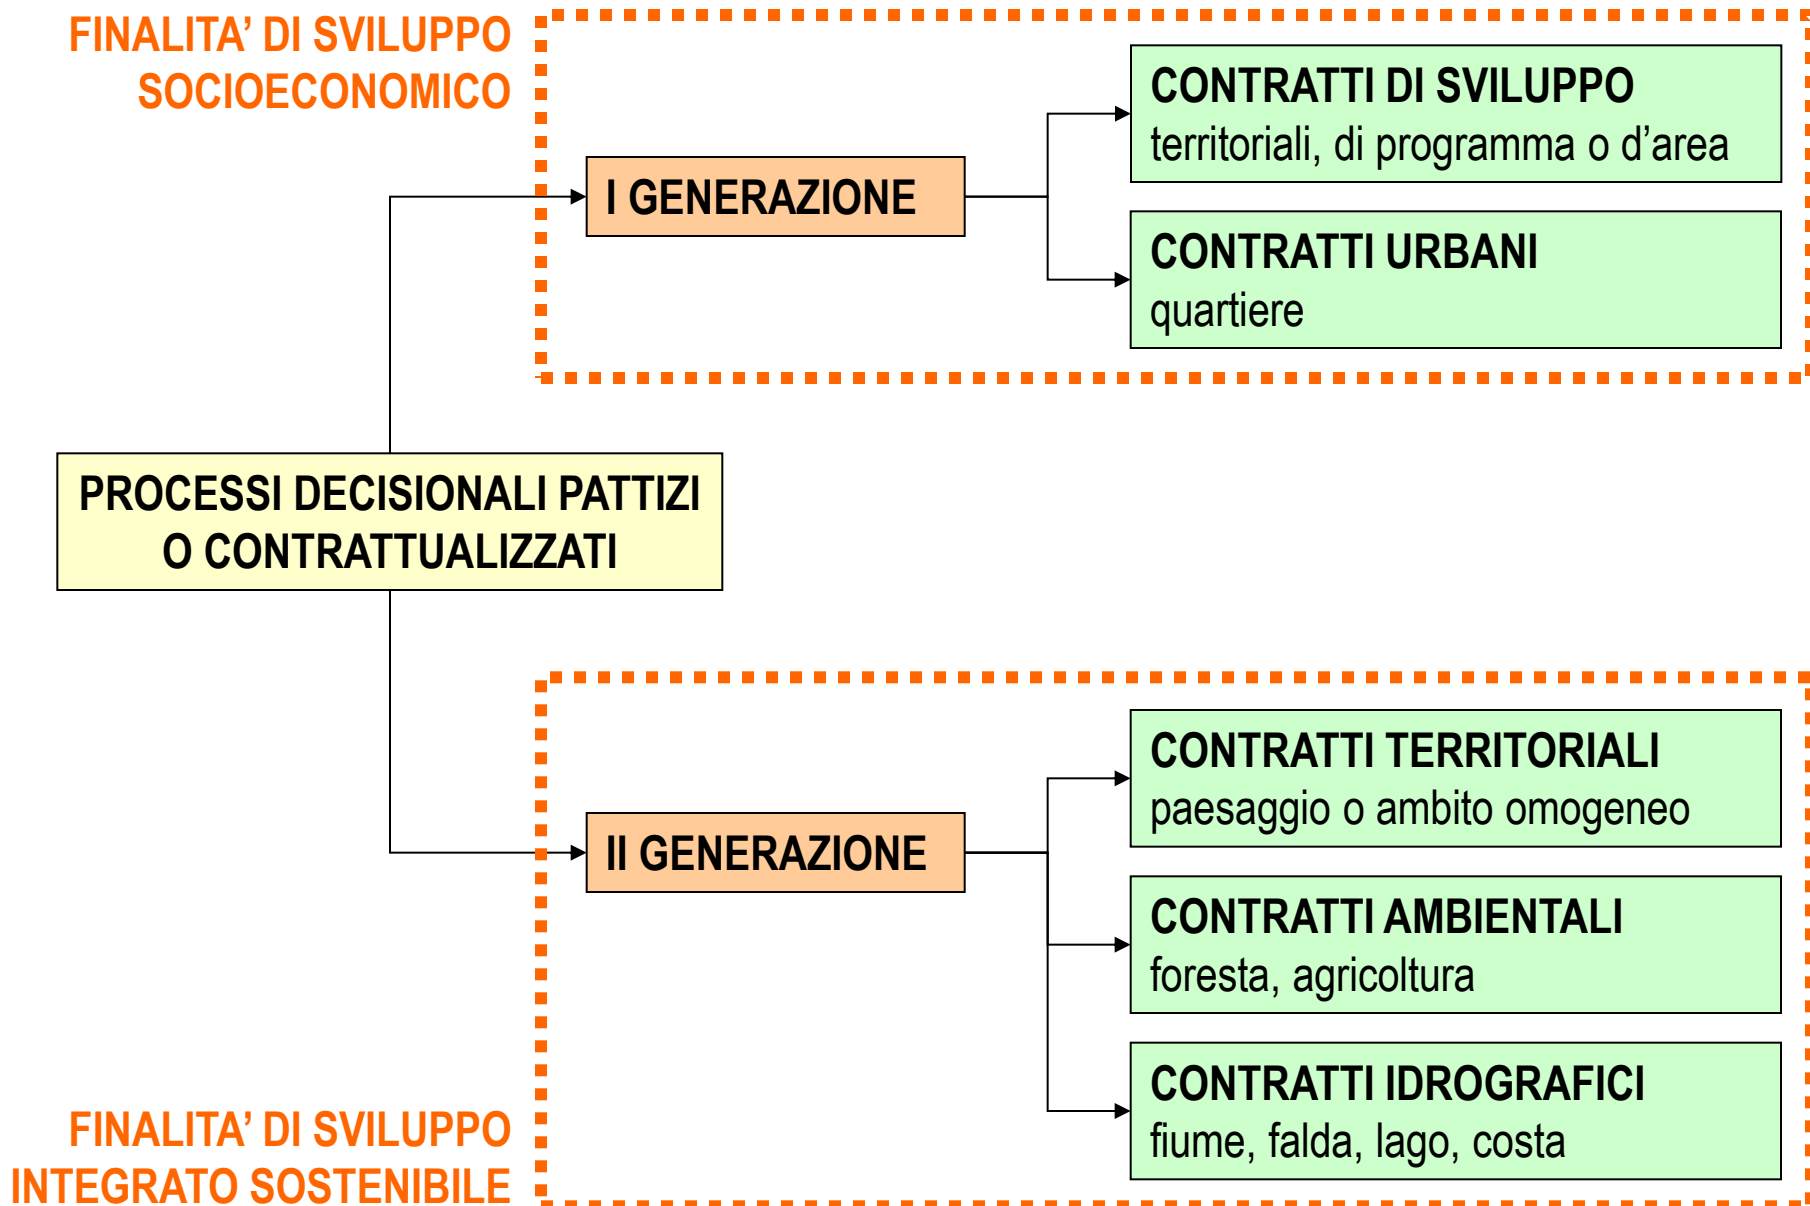 FINALITA’ DI SVILUPPO
SOCIOECONOMICO
CONTRATTI DI SVILUPPO
territoriali, di programma o d’area
I GENERAZIONE
CONTRATTI URBANI
quartiere
PROCESSI DECISIONALI PATTIZI
O CONTRATTUALIZZATI
CONTRATTI TERRITORIALI
paesaggio o ambito omogeneo
II GENERAZIONE
CONTRATTI AMBIENTALI
foresta, agricoltura
CONTRATTI IDROGRAFICI
fiume, falda, lago, costa
FINALITA’ DI SVILUPPO
INTEGRATO SOSTENIBILE